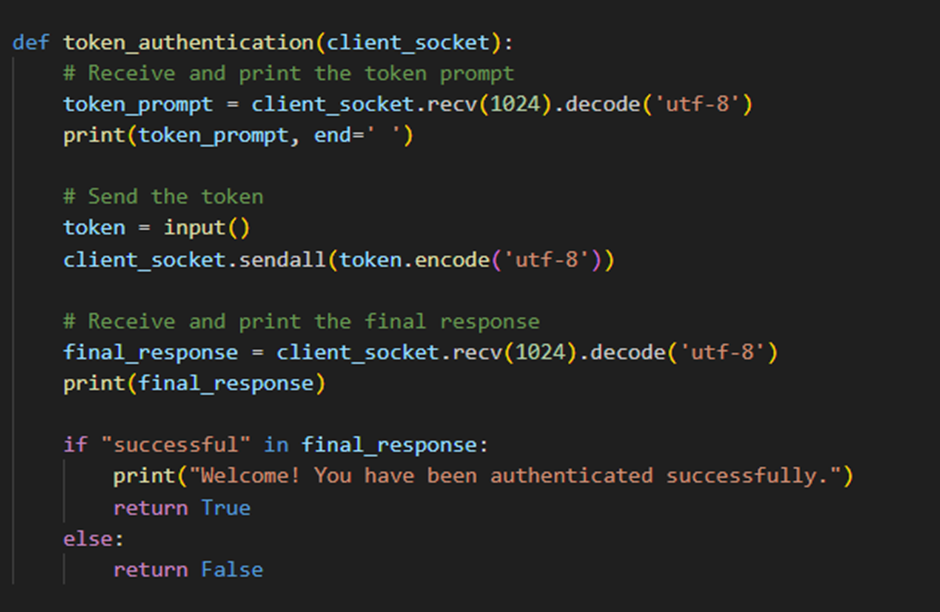 def token_authentication(client_socket):
    # Receive and print the token prompt
    token_prompt = client_socket.recv(1024).decode('utf-8')
    print(token_prompt, end=' ')

    # Send the token
    token = input()
    client_socket.sendall(token.encode('utf-8'))

    # Receive and print the final response
    final_response = client_socket.recv(1024).decode('utf-8')
    print(final_response)

    if "successful" in final_response:
        print("Welcome! You have been authenticated successfully.")
        return True
    else:
        return False